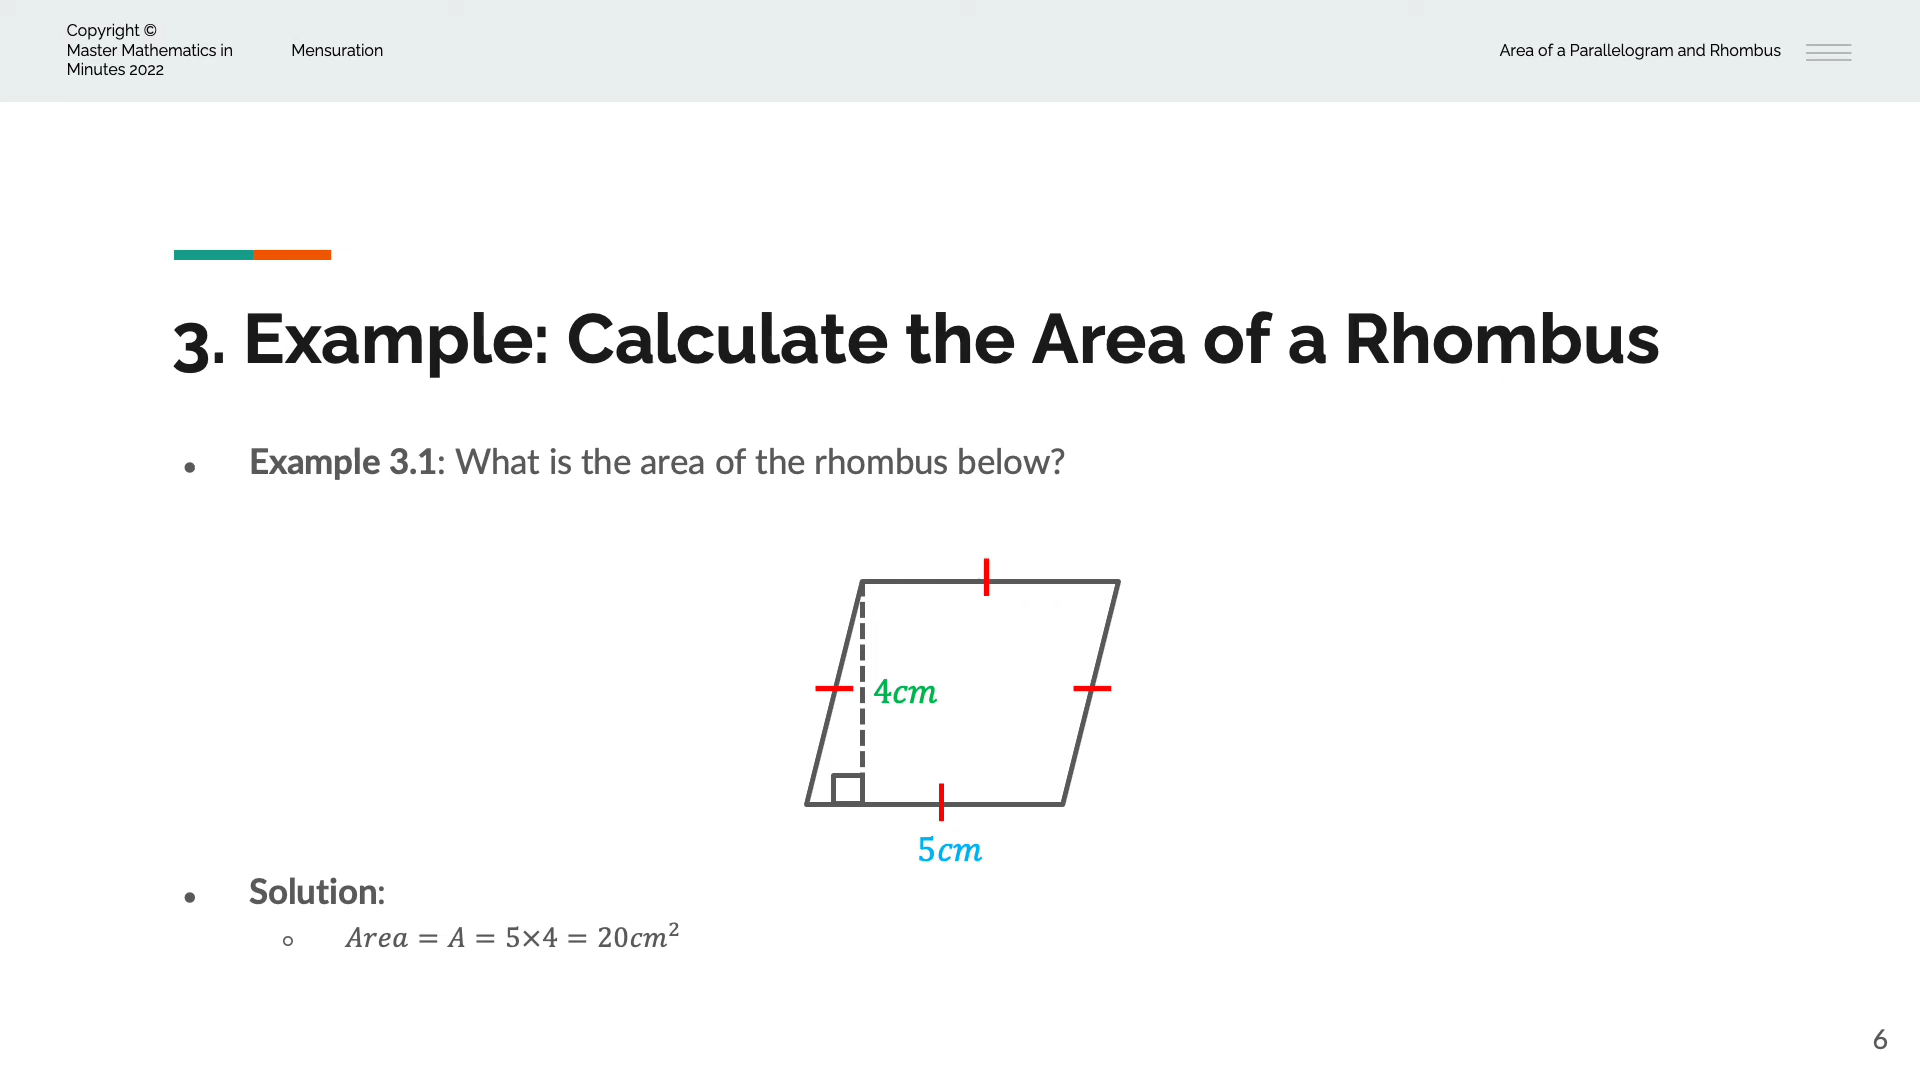 Copyright ©
Master Mathematics in
Minutes 2022
Mensuration
Area of a Parallelogram and Rhombus
3. Example: Calculate the Area of a Rhombus
● Example 3.1: What is the area of the rhombus below?
4cm
5cm
● Solution:
○ Area = A = 5×4 = 20cm²
6